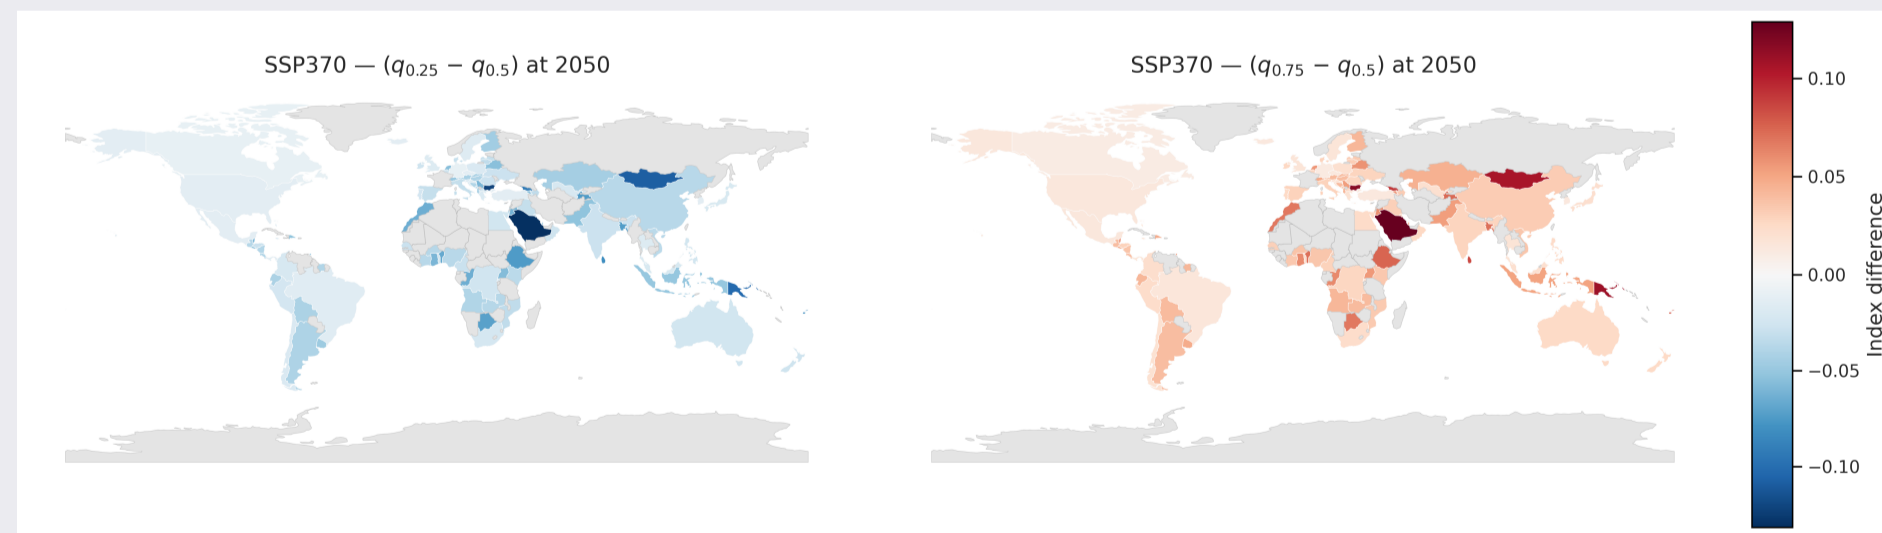 SSP370 — (q0.25 − q0.5) at 2050
SSP370 — (q0.75 − q0.5) at 2050
0.10
0.05
0.00
−0.05
−0.10
Index difference